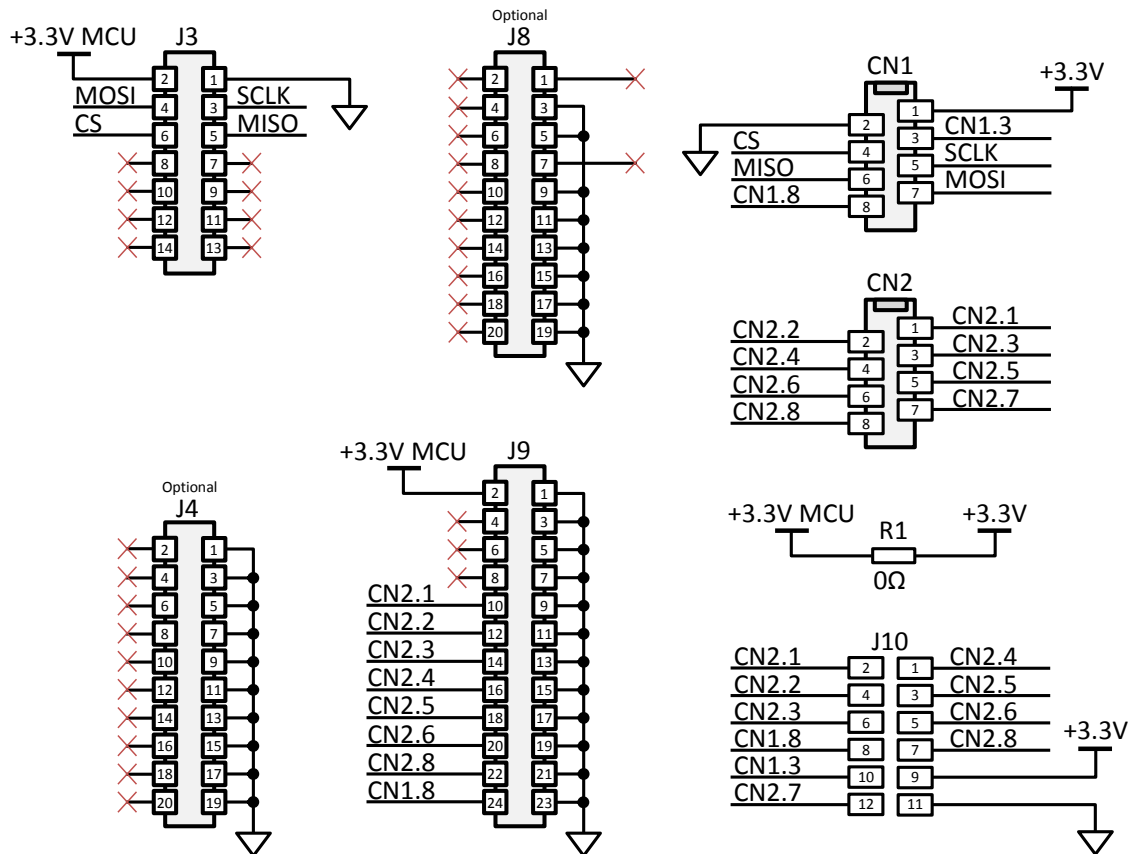 +3.3V MCU
J3
2 1
MOSI 4 3 SCLK
CS 6 5 MISO
8 7
10 9
12 11
14 13
Optional
J8
2 1
4 3
6 5
8 7
10 9
12 11
14 13
16 15
18 17
20 19
CN1
+3.3V
1
2
3 CN1.3
CS 4
5 SCLK
MISO 6
7 MOSI
CN1.8 8
CN2
1 CN2.1
CN2.2 2
3 CN2.3
CN2.4 4
5 CN2.5
CN2.6 6
7 CN2.7
CN2.8 8
Optional
J4
2 1
4 3
6 5
8 7
10 9
12 11
14 13
16 15
18 17
20 19
+3.3V MCU
J9
2 1
4 3
6 5
8 7
CN2.1 10 9
CN2.2 12 11
CN2.3 14 13
CN2.4 16 15
CN2.5 18 17
CN2.6 20 19
CN2.8 22 21
CN1.8 24 23
+3.3V MCU
R1
+3.3V
0Ω
J10
CN2.1 2 1 CN2.4
CN2.2 4 3 CN2.5
CN2.3 6 5 CN2.6
CN1.8 8 7 CN2.8
+3.3V
CN1.3 10 9
CN2.7 12 11